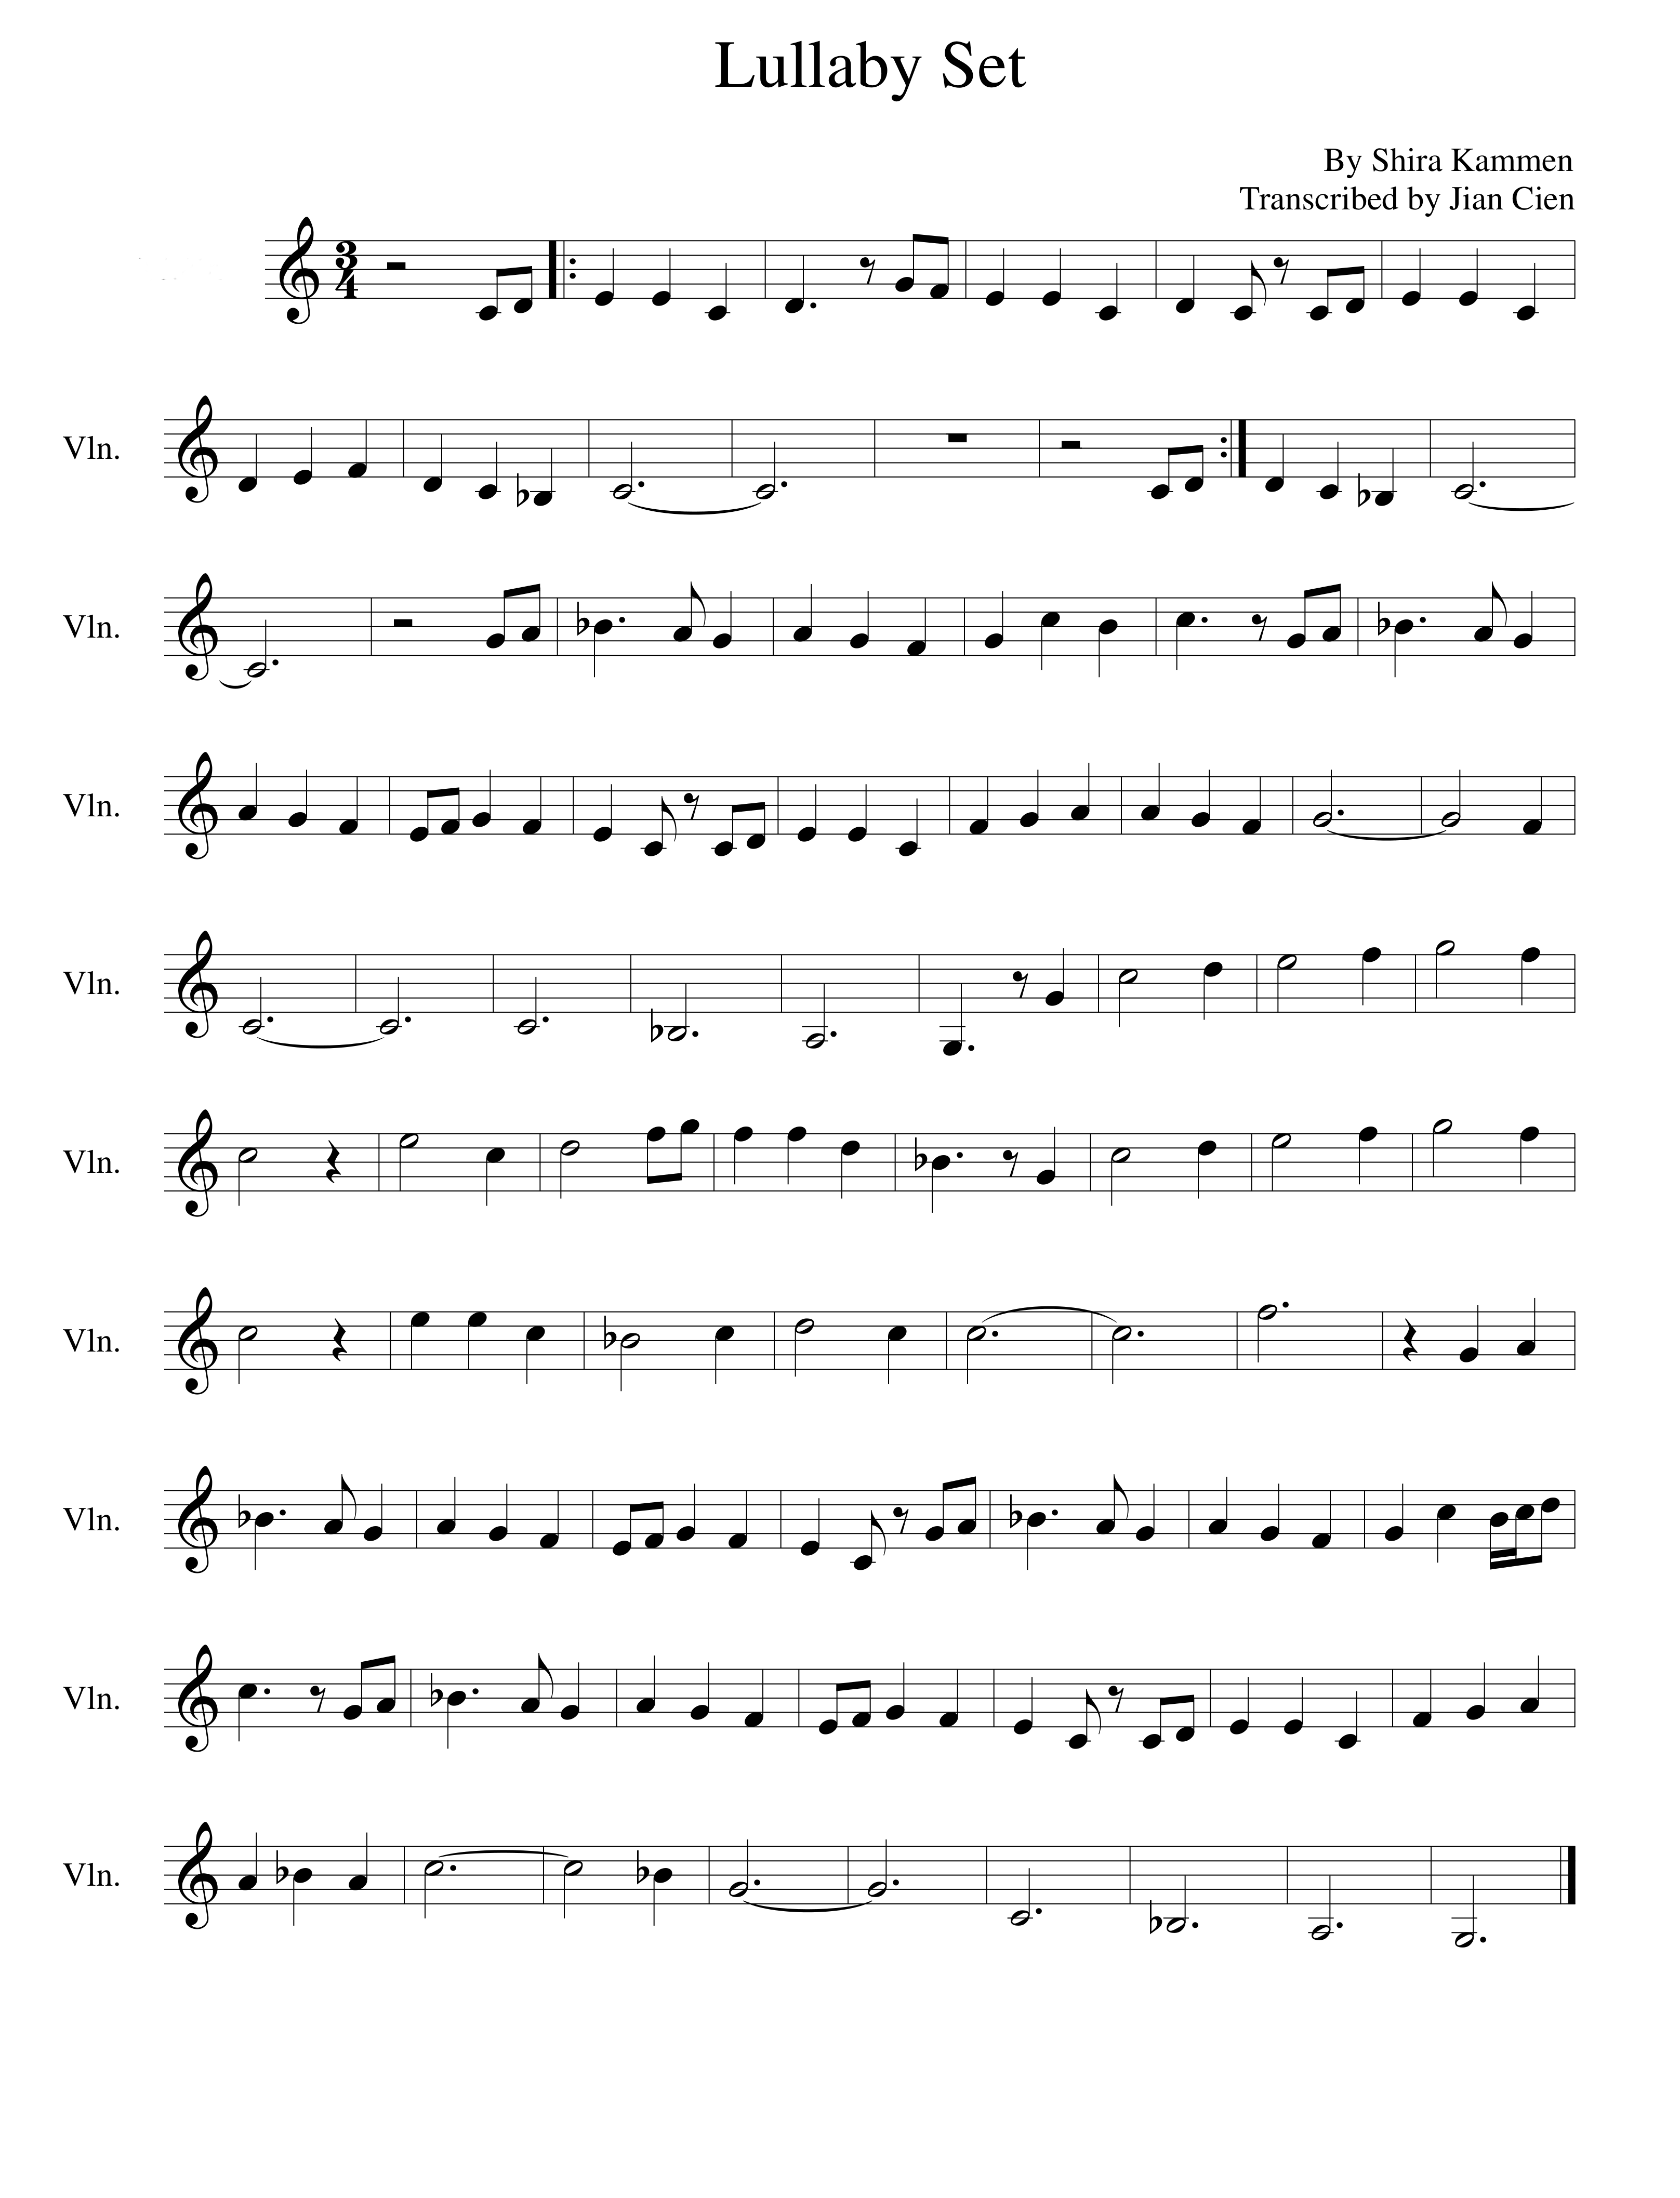 Lullaby Set
By Shira Kammen
Transcribed by Jian Cien
3
4
Vln.
Vln.
Vln.
Vln.
Vln.
Vln.
Vln.
Vln.
Vln.